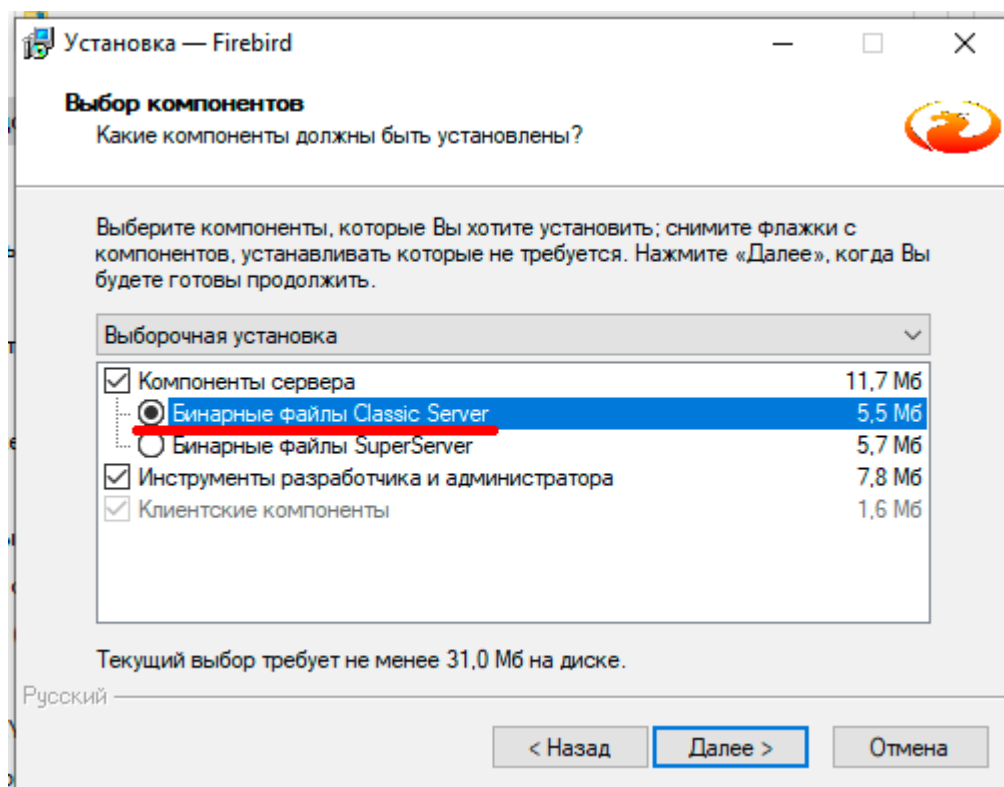 Установка — Firebird
Выбор компонентов
Какие компоненты должны быть установлены?
Выберите компоненты, которые Вы хотите установить; снимите флажки с
компонентов, устанавливать которые не требуется. Нажмите «Далее», когда Вы
будете готовы продолжить.
Выборочная установка
Компоненты сервера 11,7 Мб
Бинарные файлы Classic Server 5,5 Мб
Бинарные файлы SuperServer 5,7 Мб
Инструменты разработчика и администратора 7,8 Мб
Клиентские компоненты 1,6 Мб
Текущий выбор требует не менее 31,0 Мб на диске.
Русский
< Назад Далее > Отмена